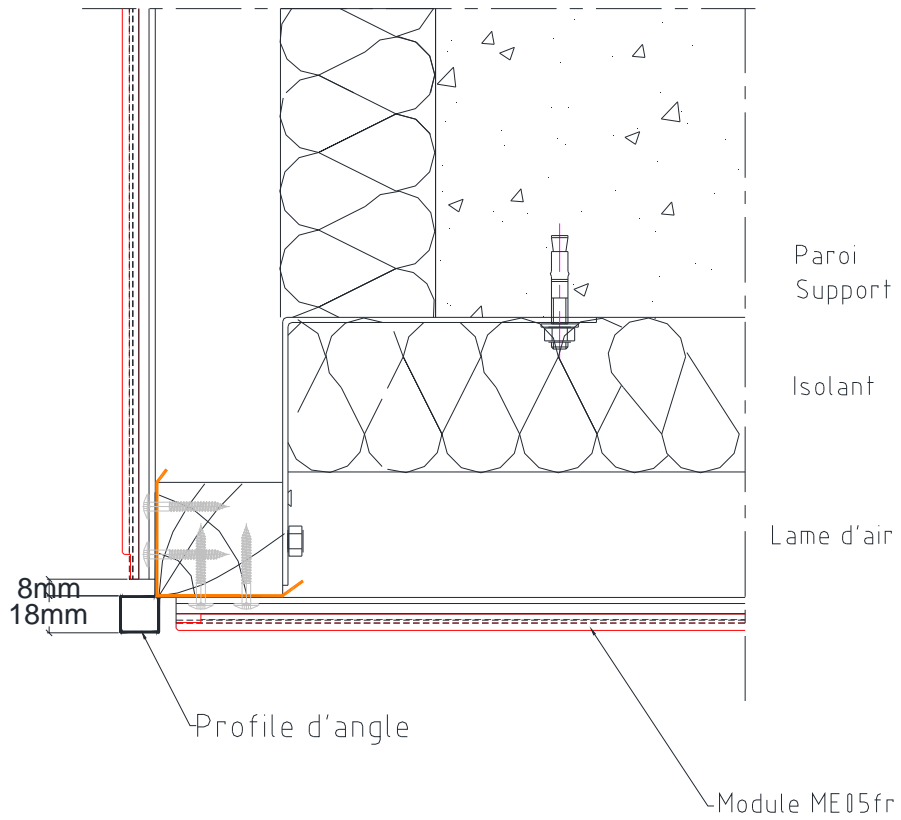 Paroi
Support
Isolant
Lame d'air
8mm
18mm
Profile d'angle
Module ME05fr